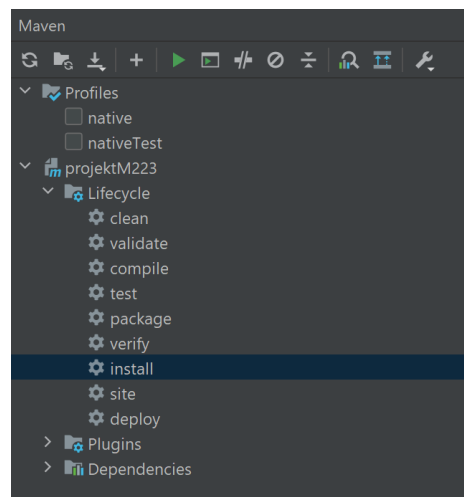 Maven
Profiles
native
nativeTest
projektM223
Lifecycle
clean
validate
compile
test
package
verify
install
site
deploy
Plugins
Dependencies